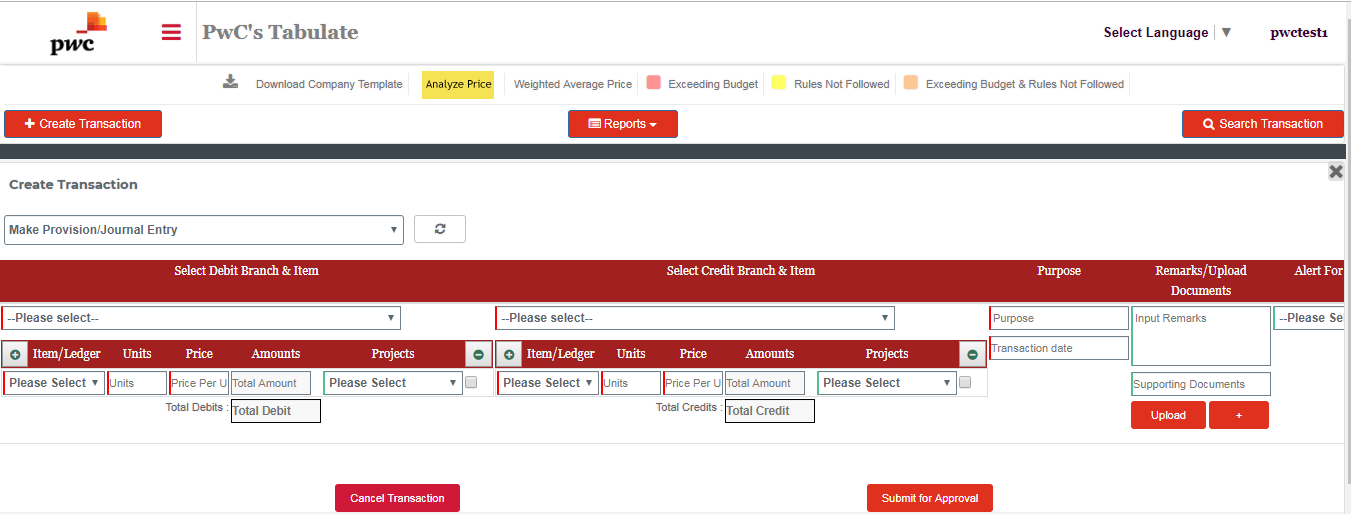 pwc
PwC's Tabulate
Select Language ▼
pwctest1
Download Company Template
Analyze Price
Weighted Average Price
Exceeding Budget
Rules Not Followed
Exceeding Budget & Rules Not Followed
+ Create Transaction
Reports
Search Transaction
Create Transaction
Make Provision/Journal Entry
Select Debit Branch & Item
Select Credit Branch & Item
Purpose
Remarks/Upload
Documents
Alert For
--Please select--
--Please select--
Purpose
Input Remarks
--Please Se
Item/Ledger Units Price Amounts Projects
Item/Ledger Units Price Amounts Projects
Transaction date
Please Select Units Price Per U Total Amount Please Select
Please Select Units Price Per U Total Amount Please Select
Supporting Documents
Total Debits : Total Debit
Total Credits : Total Credit
Upload +
Cancel Transaction
Submit for Approval